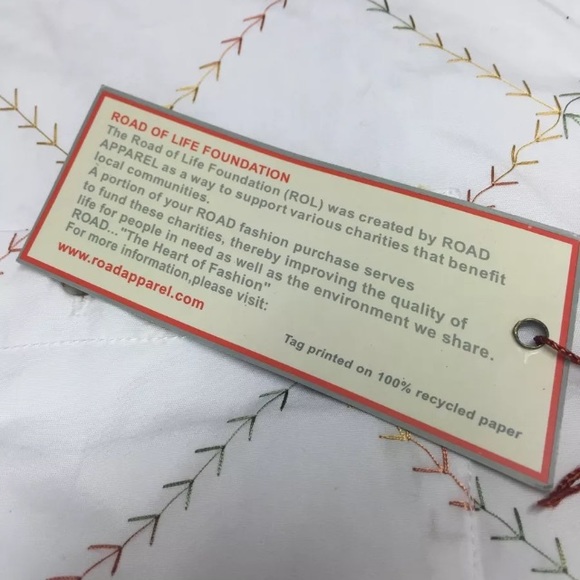 ROAD OF LIFE FOUNDATION
The Road of Life Foundation (ROL) was created by ROAD
APPAREL as a way to support various charities that benefit
local communities.
A portion of your ROAD fashion purchase serves
to fund these charities, thereby improving the quality of
life for people in need as well as the environment we share.
ROAD... "The Heart of Fashion"
For more information,please visit:
www.roadapparel.com
Tag printed on 100% recycled paper